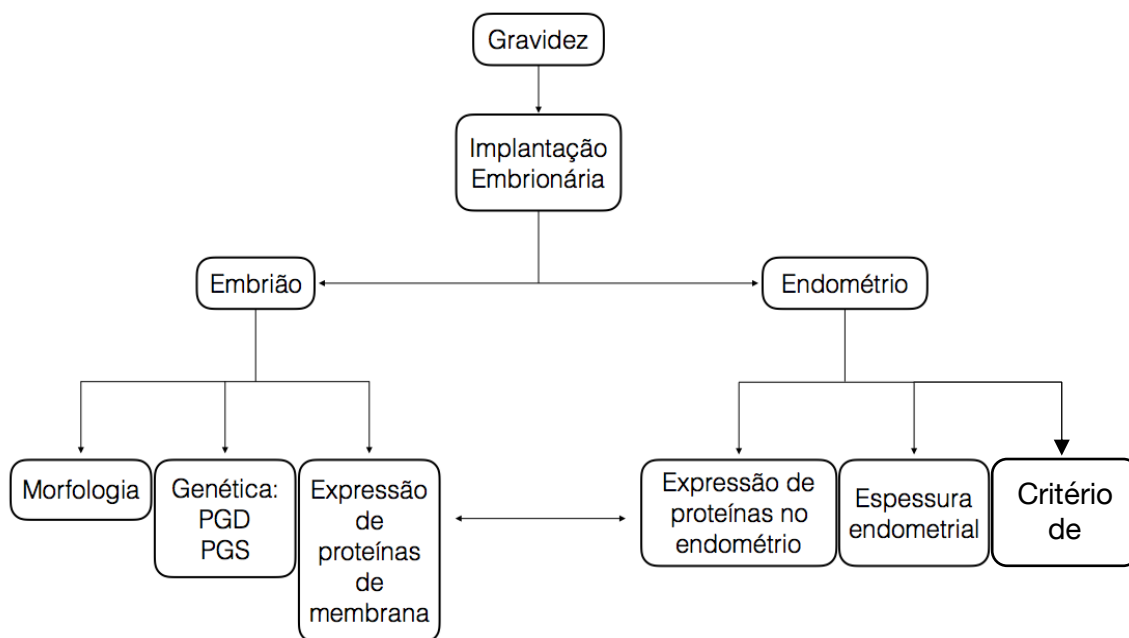 Gravidez
Implantação
Embrionária
Embrião
Endométrio
Morfologia
Genética:
PGD
PGS
Expressão
de
proteínas
de
membrana
Expressão de
proteínas no
endométrio
Espessura
endometrial
Critério
de